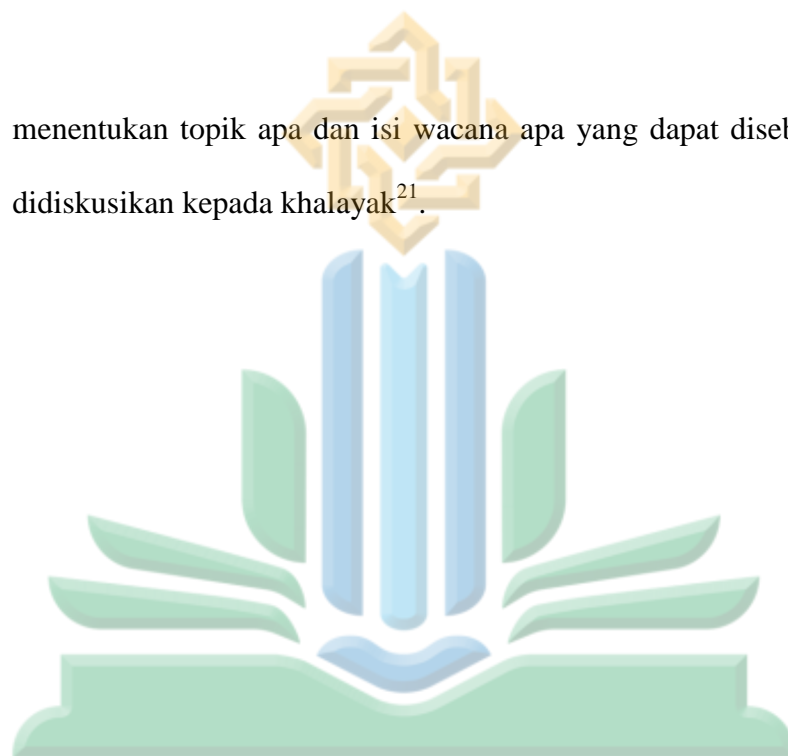 menentukan topik apa dan isi wacana apa yang dapat
didiskusikan kepada khalayak²¹.